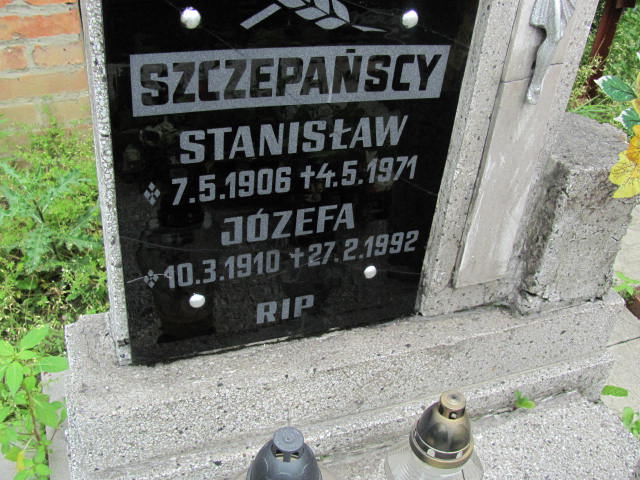 SZCZEPAŃSCY
STANISŁAW
7.5.1906 +4.5.1971
JÓZEFA
10.3.1910 +27.2.1992
RIP